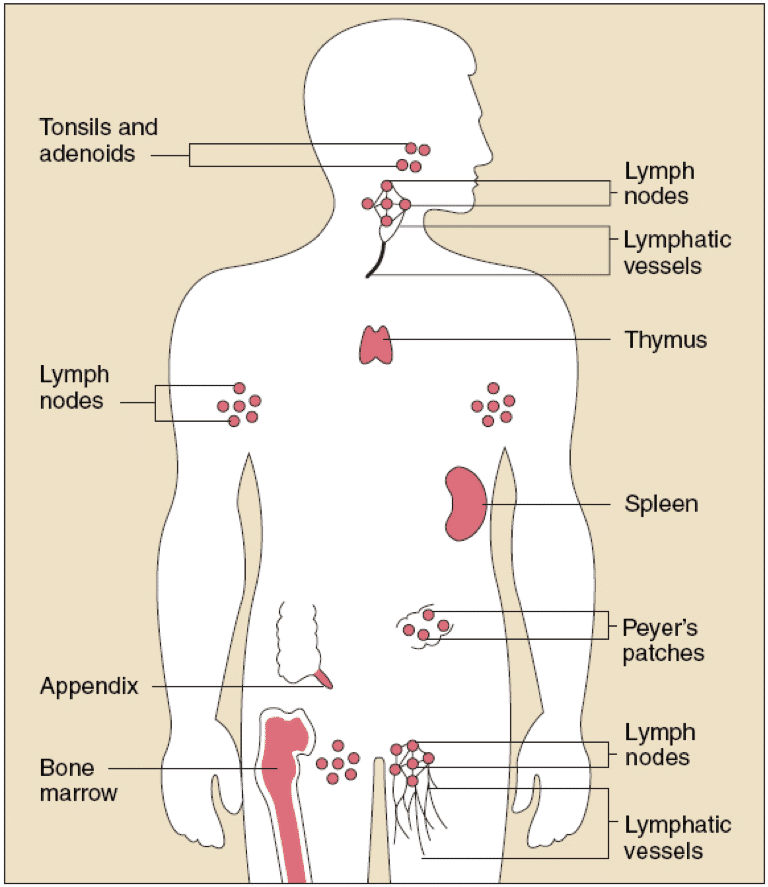 Tonsils and
adenoids
Lymph
nodes
Lymphatic
vessels
Thymus
Lymph
nodes
Spleen
Peyer's
patches
Appendix
Lymph
nodes
Bone
marrow
Lymphatic
vessels